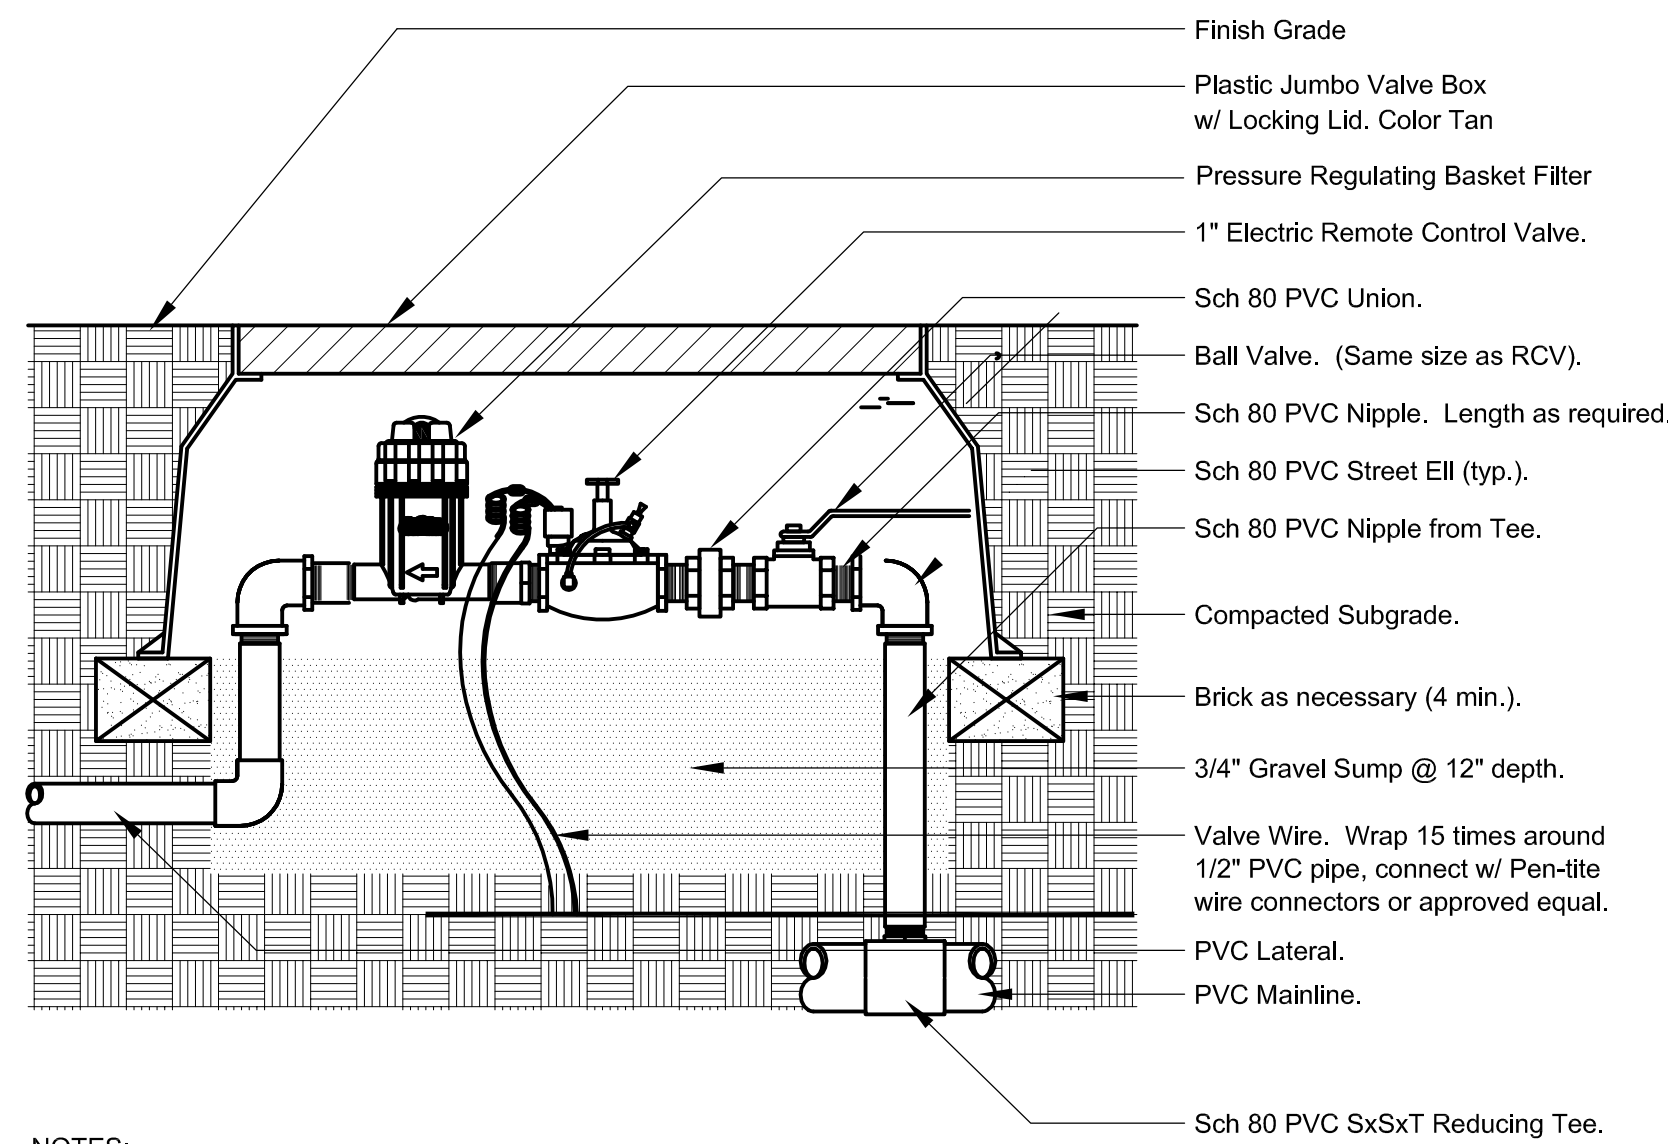 Finish Grade
Plastic Jumbo Valve Box
w/ Locking Lid. Color Tan
Pressure Regulating Basket Filter
1" Electric Remote Control Valve.
Sch 80 PVC Union.
Ball Valve. (Same size as RCV).
Sch 80 PVC Nipple. Length as required.
Sch 80 PVC Street Ell (typ.).
Sch 80 PVC Nipple from Tee.
Compacted Subgrade.
Brick as necessary (4 min.).
3/4" Gravel Sump @ 12" depth.
Valve Wire. Wrap 15 times around
1/2" PVC pipe, connect w/ Pen-tite
wire connectors or approved equal.
PVC Lateral.
PVC Mainline.
Sch 80 PVC SxSxT Reducing Tee.
NOTES: